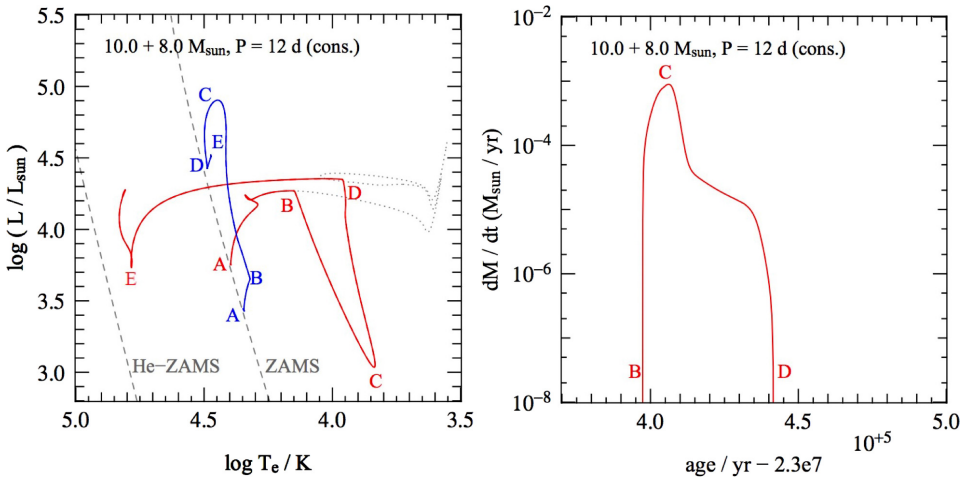 5.5
5.0
4.5
4.0
3.5
3.0
log ( L / L_sun )
10.0 + 8.0 M_sun, P = 12 d (cons.)
C
E
D
D
B
A
B
E
A
He−ZAMS
ZAMS
C
5.0
4.5
4.0
3.5
log T_e / K
10^−2
10^−4
10^−6
10^−8
dM / dt (M_sun / yr)
10.0 + 8.0 M_sun, P = 12 d (cons.)
C
B
D
4.0
4.5
5.0
10^+5
age / yr − 2.3e7